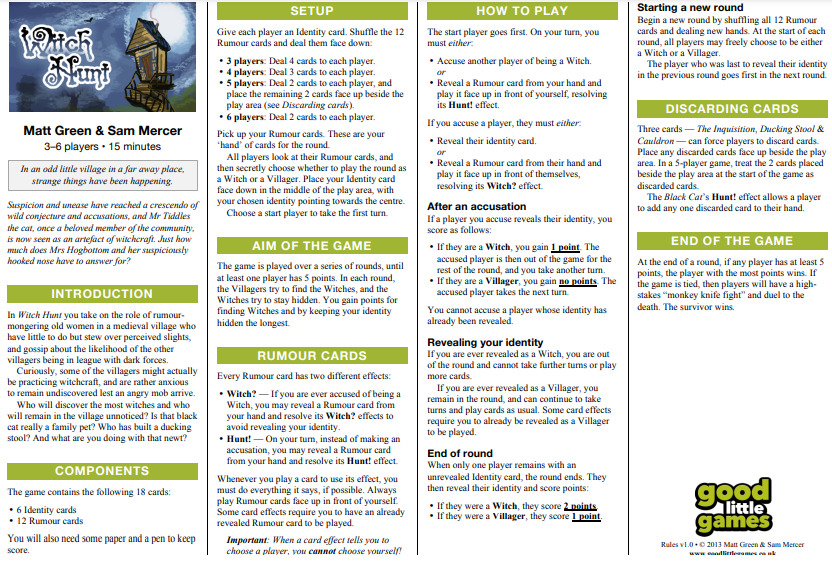 Witch
Hunt
Matt Green & Sam Mercer
3–6 players • 15 minutes
In an odd little village in a far away place,
strange things have been happening.
Suspicion and unease have reached a crescendo of
wild conjecture and accusations, and Mr Tiddles
the cat, once a beloved member of the community,
is now seen as an artefact of witchcraft. Just how
much does Mrs Hogbottom and her suspiciously
hooked nose have to answer for?
INTRODUCTION
In Witch Hunt you take on the role of rumour-
mongering old women in a medieval village who
have little to do but stew over perceived slights,
and gossip about the likelihood of the other
villagers being in league with dark forces.
Curiously, some of the villagers might actually
be practicing witchcraft, and are rather anxious
to remain undiscovered lest an angry mob arrive.
Who will discover the most witches and who
will remain in the village unnoticed? Is that black
cat really a family pet? Who has built a ducking
stool? And what are you doing with that newt?
COMPONENTS
The game contains the following 18 cards:
• 6 Identity cards
• 12 Rumour cards
You will also need some paper and a pen to keep
score.
SETUP
Give each player an Identity card. Shuffle the 12
Rumour cards and deal them face down:
• 3 players: Deal 4 cards to each player.
• 4 players: Deal 3 cards to each player.
• 5 players: Deal 2 cards to each player, and
place the remaining 2 cards face up beside the
play area (see Discarding cards).
• 6 players: Deal 2 cards to each player.
Pick up your Rumour cards. These are your
'hand' of cards for the round.
All players look at their Rumour cards, and
then secretly choose whether to play the round as
a Witch or a Villager. Place your Identity card
face down in the middle of the play area, with
your chosen identity pointing towards the centre.
Choose a start player to take the first turn.
AIM OF THE GAME
The game is played over a series of rounds, until
at least one player has 5 points. In each round,
the Villagers try to find the Witches, and the
Witches try to stay hidden. You gain points for
finding Witches and by keeping your identity
hidden the longest.
RUMOUR CARDS
Every Rumour card has two different effects:
• Witch? — If you are ever accused of being a
Witch, you may reveal a Rumour card from
your hand and resolve its Witch? effects to
avoid revealing your identity.
• Hunt! — On your turn, instead of making an
accusation, you may reveal a Rumour card
from your hand and resolve its Hunt! effect.
Whenever you play a card to use its effect, you
must do everything it says, if possible. Always
play Rumour cards face up in front of yourself.
Some card effects require you to have an already
revealed Rumour card to be played.
Important: When a card effect tells you to
choose a player, you cannot choose yourself!
HOW TO PLAY
The start player goes first. On your turn, you
must either:
• Accuse another player of being a Witch.
or
• Reveal a Rumour card from your hand and
play it face up in front of yourself, resolving
its Hunt! effect.
If you accuse a player, they must either:
• Reveal their identity card.
or
• Reveal a Rumour card from their hand and
play it face up in front of themselves,
resolving its Witch? effect.
After an accusation
If a player you accuse reveals their identity, you
score as follows:
• If they are a Witch, you gain 1 point. The
accused player is then out of the game for the
rest of the round, and you take another turn.
• If they are a Villager, you gain no points. The
accused player takes the next turn.
You cannot accuse a player whose identity has
already been revealed.
Revealing your identity
If you are ever revealed as a Witch, you are out
of the round and cannot take further turns or play
more cards.
If you are ever revealed as a Villager, you
remain in the round, and can continue to take
turns and play cards as usual. Some card effects
require you to already be revealed as a Villager
to be played.
End of round
When only one player remains with an
unrevealed Identity card, the round ends. They
then reveal their identity and score points:
• If they were a Witch, they score 2 points.
• If they were a Villager, they score 1 point.
Starting a new round
Begin a new round by shuffling all 12 Rumour
cards and dealing new hands. At the start of each
round, all players may freely choose to be either
a Witch or a Villager.
The player who was last to reveal their identity
in the previous round goes first in the next round.
DISCARDING CARDS
Three cards — The Inquisition, Ducking Stool &
Cauldron — can force players to discard cards.
Place any discarded cards face up beside the play
area. In a 5-player game, treat the 2 cards placed
beside the play area at the start of the game as
discarded cards.
The Black Cat's Hunt! effect allows a player
to add any one discarded card to their hand.
END OF THE GAME
At the end of a round, if any player has at least 5
points, the player with the most points wins. If
the game is tied, then players will have a high-
stakes "monkey knife fight" and duel to the
death. The survivor wins.
good
little
games
Rules v1.0 • © 2013 Matt Green & Sam Mercer
www.goodlittlegames.co.uk